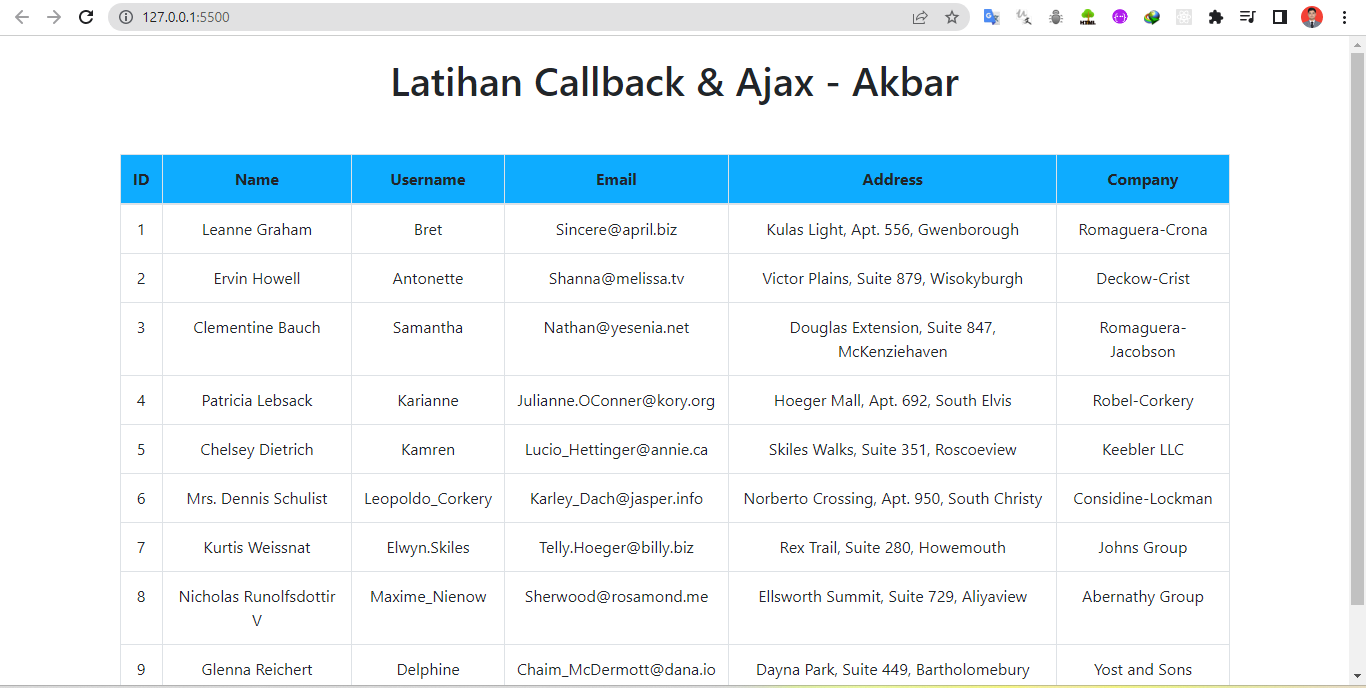 127.0.0.1:5500
Latihan Callback & Ajax - Akbar
ID Name Username Email Address Company
1 Leanne Graham Bret Sincere@april.biz Kulas Light, Apt. 556, Gwenborough Romaguera-Crona
2 Ervin Howell Antonette Shanna@melissa.tv Victor Plains, Suite 879, Wisokyburgh Deckow-Crist
3 Clementine Bauch Samantha Nathan@yesenia.net Douglas Extension, Suite 847, Romaguera-
McKenziehaven Jacobson
4 Patricia Lebsack Karianne Julianne.OConner@kory.org Hoeger Mall, Apt. 692, South Elvis Robel-Corkery
5 Chelsey Dietrich Kamren Lucio_Hettinger@annie.ca Skiles Walks, Suite 351, Roscoeview Keebler LLC
6 Mrs. Dennis Schulist Leopoldo_Corkery Karley_Dach@jasper.info Norberto Crossing, Apt. 950, South Christy Considine-Lockman
7 Kurtis Weissnat Elwyn.Skiles Telly.Hoeger@billy.biz Rex Trail, Suite 280, Howemouth Johns Group
8 Nicholas Runolfsdottir Maxime_Nienow Sherwood@rosamond.me Ellsworth Summit, Suite 729, Aliyaview Abernathy Group
V
9 Glenna Reichert Delphine Chaim_McDermott@dana.io Dayna Park, Suite 449, Bartholomebury Yost and Sons